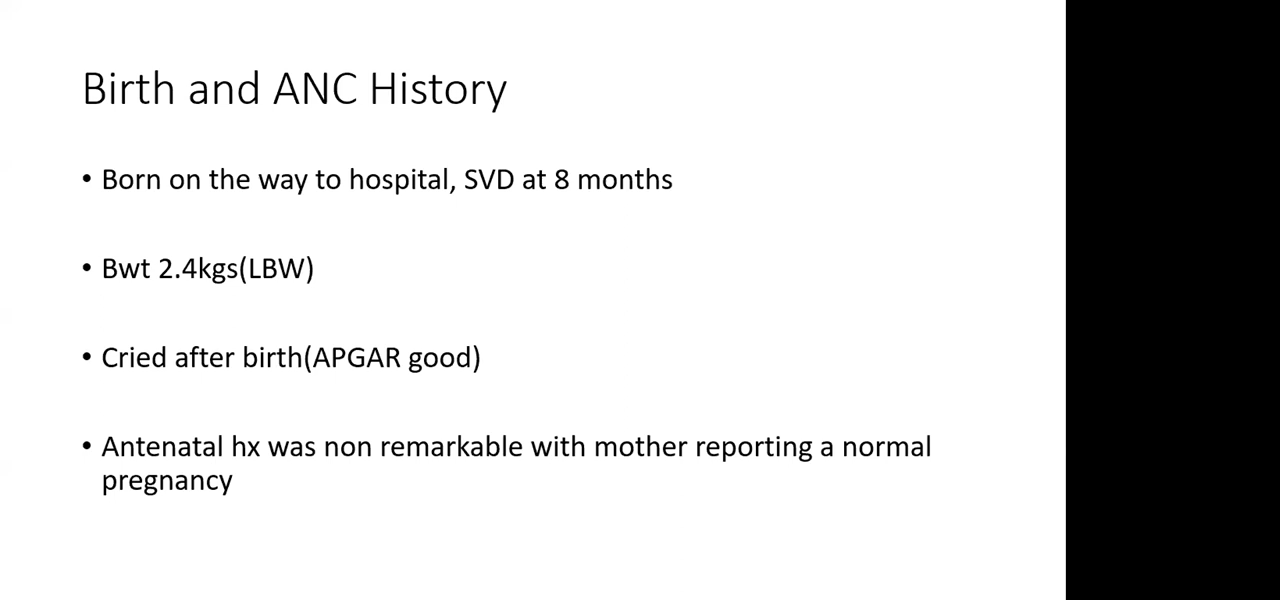 Birth and ANC History
• Born on the way to hospital, SVD at 8 months
• Bwt 2.4kgs(LBW)
• Cried after birth(APGAR good)
• Antenatal hx was non remarkable with mother reporting a normal
pregnancy